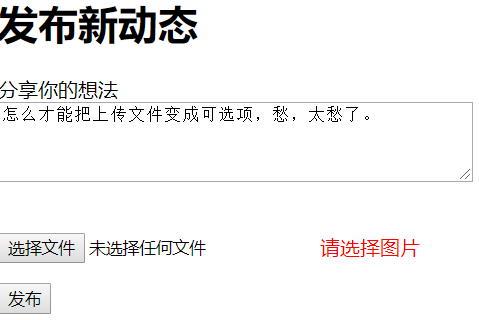 发布新动态
分享你的想法
怎么才能把上传文件变成可选项，愁，太愁了。
选择文件 未选择任何文件 请选择图片
发布